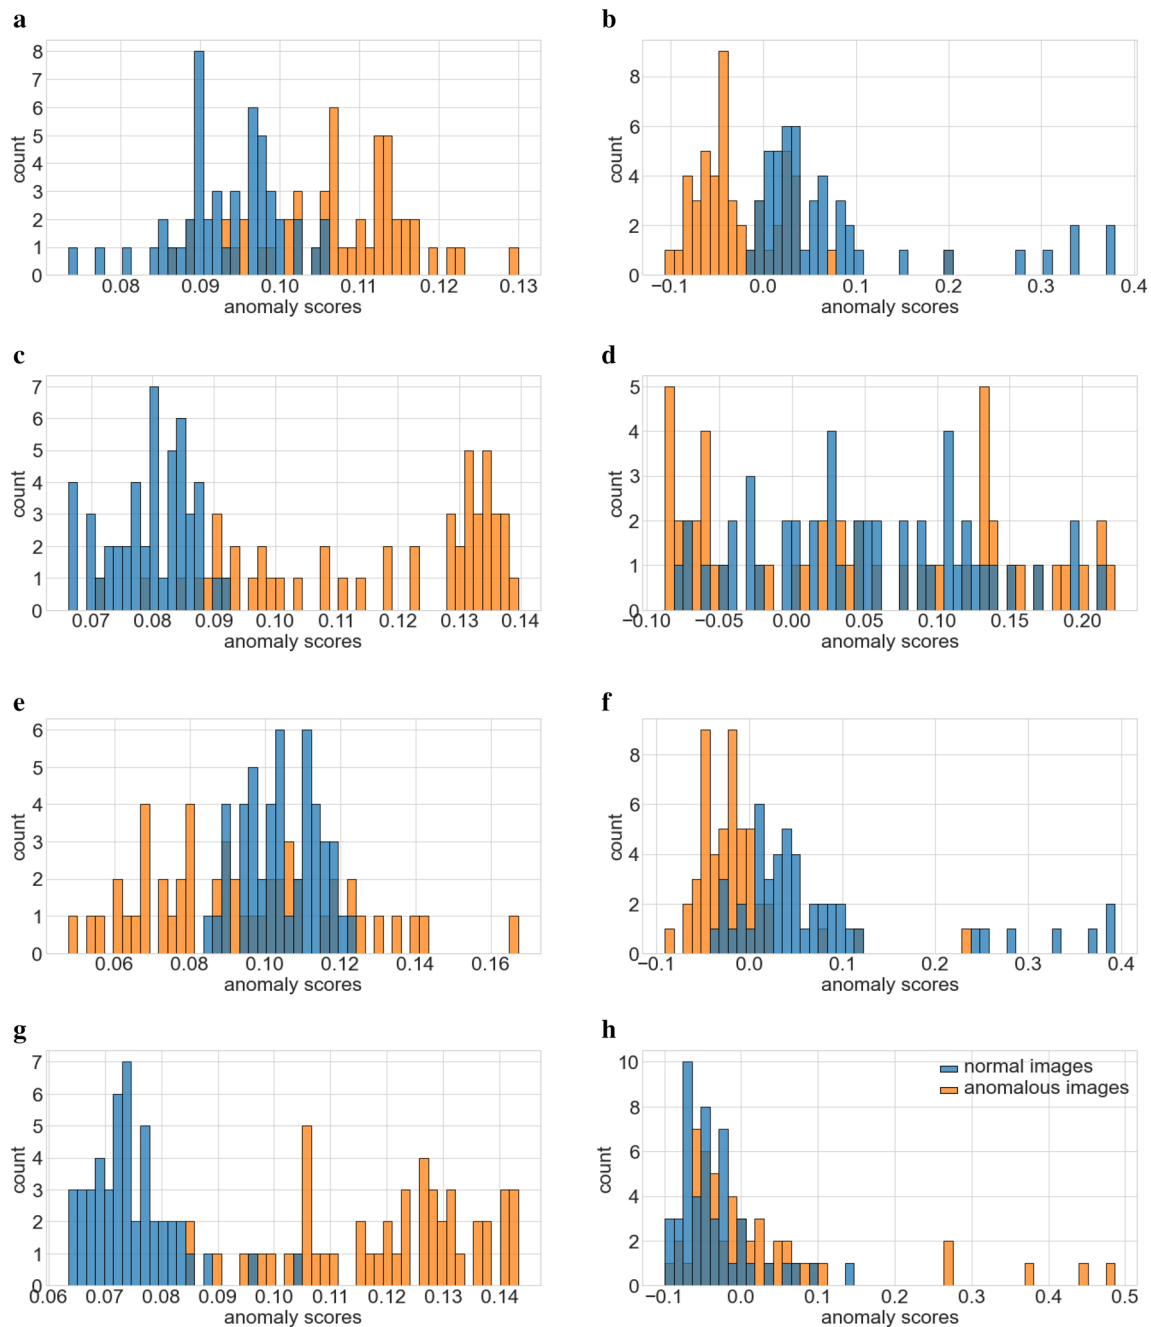 a
b
8
7
6
5
4
3
2
1
0
count
0.08 0.09 0.10 0.11 0.12 0.13
anomaly scores
8
6
4
2
0
count
−0.1 0.0 0.1 0.2 0.3 0.4
anomaly scores
c
d
7
6
5
4
3
2
1
0
count
0.07 0.08 0.09 0.10 0.11 0.12 0.13 0.14
anomaly scores
5
4
3
2
1
0
count
−0.10 −0.05 0.00 0.05 0.10 0.15 0.20
anomaly scores
e
f
6
5
4
3
2
1
0
count
0.06 0.08 0.10 0.12 0.14 0.16
anomaly scores
8
6
4
2
0
count
−0.1 0.0 0.1 0.2 0.3 0.4
anomaly scores
g
h
7
6
5
4
3
2
1
0
count
0.06 0.07 0.08 0.09 0.10 0.11 0.12 0.13 0.14
anomaly scores
10
8
6
4
2
0
count
normal images
anomalous images
−0.1 0.0 0.1 0.2 0.3 0.4 0.5
anomaly scores